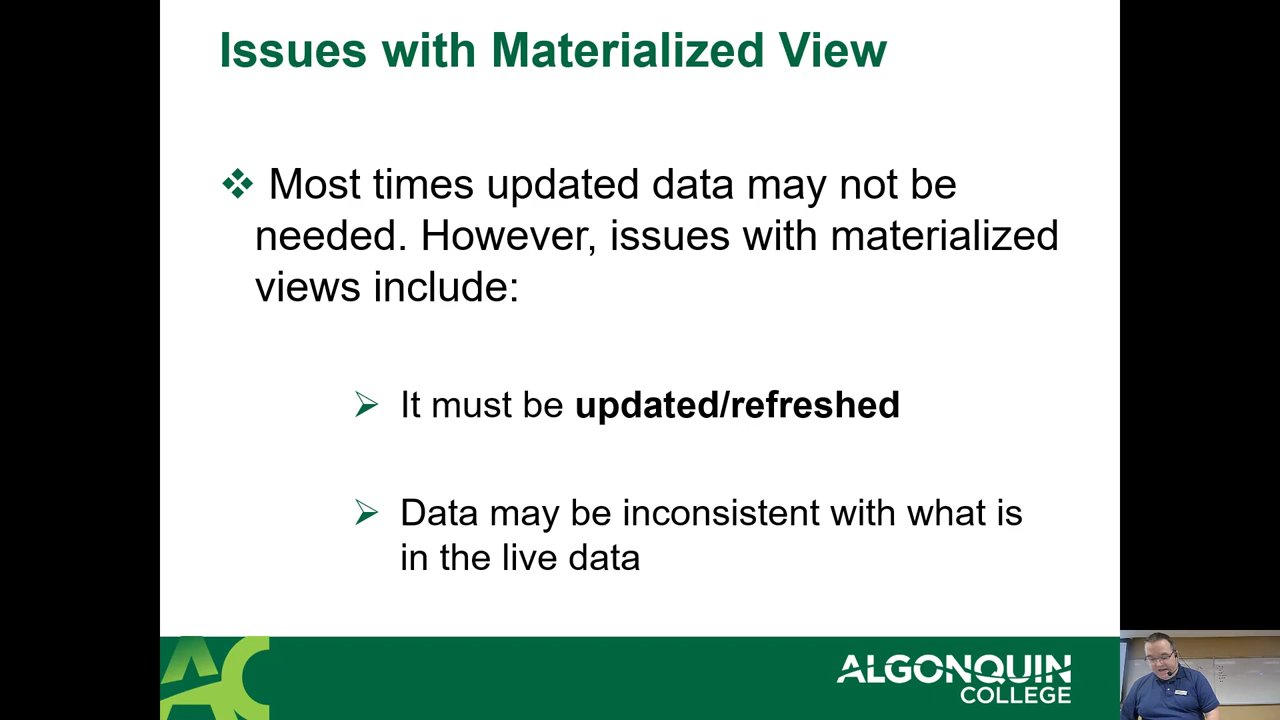 Issues with Materialized View
Most times updated data may not be
needed. However, issues with materialized
views include:
It must be updated/refreshed
Data may be inconsistent with what is
in the live data
AC
ALGONQUIN
COLLEGE